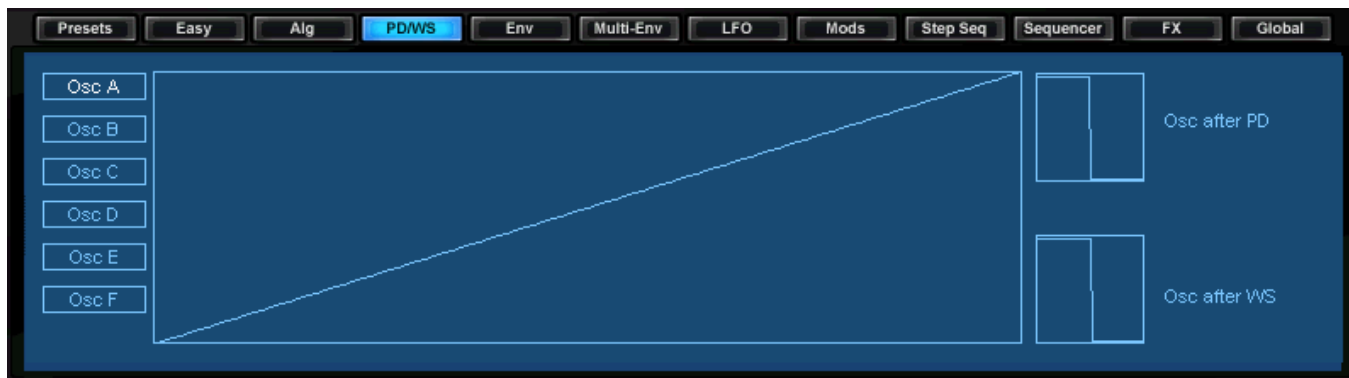 Presets Easy Alg PD/WS Env Multi-Env LFO Mods Step Seq Sequencer FX Global
Osc A
Osc after PD
Osc B
Osc C
Osc D
Osc E
Osc F
Osc after WS